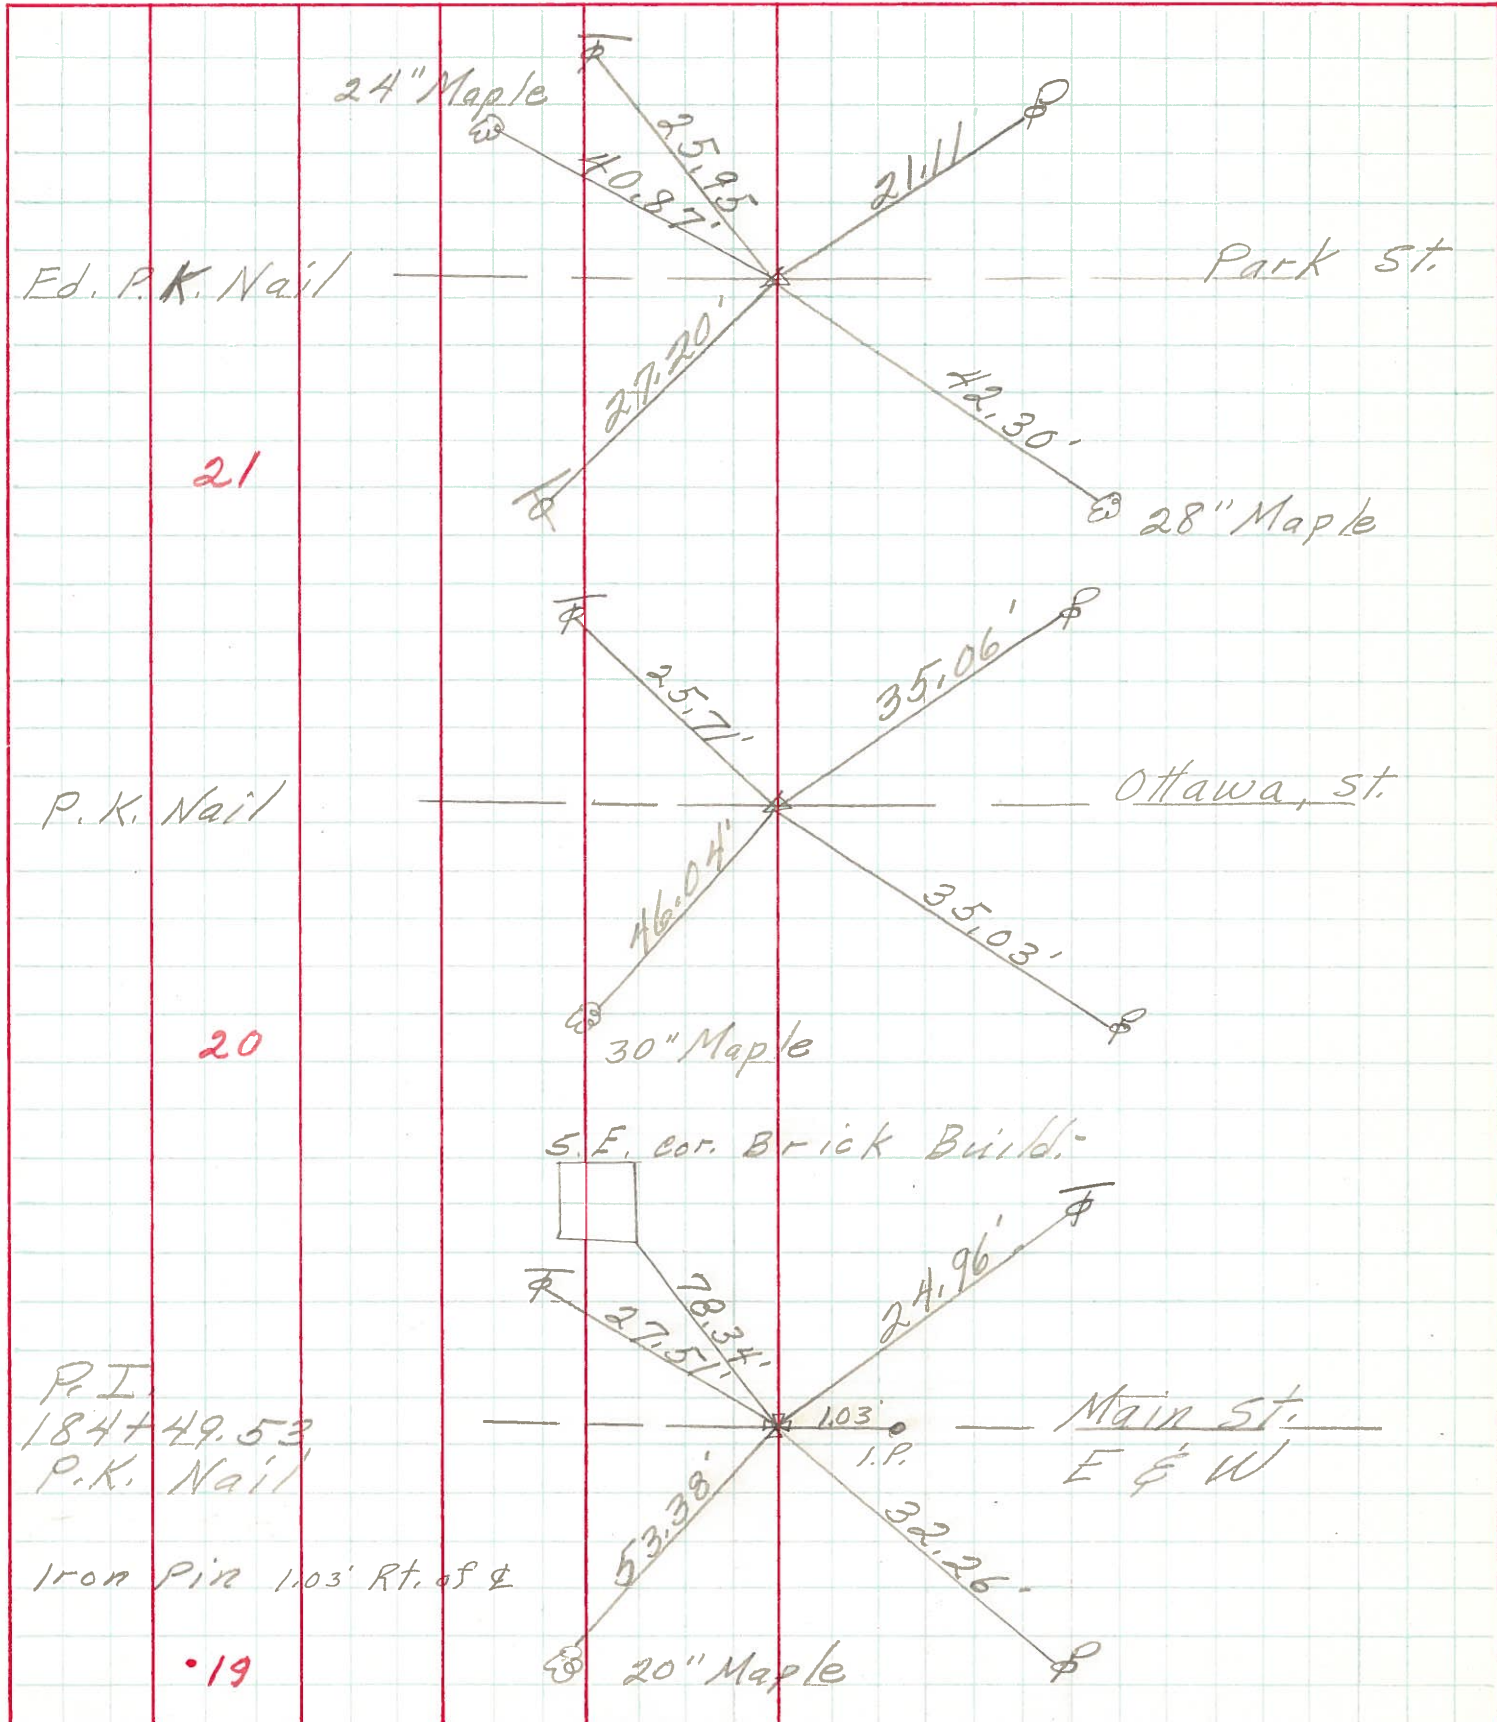 24" Maple
25.95
40.87'
21.11
Ed. P.K. Nail
Park St.
27.20'
42.30'
21
28" Maple
25.71'
35.06'
P.K. Nail
Ottawa, St.
46.04'
35.03'
20
30" Maple
S.E. cor. Brick Build.
78.34'
27.51'
24.96'
P.I.
184+49.53
P.K. Nail
1.03'
I.P.
Main St.
E & W
53.38'
32.26'
Iron Pin 1.03' Rt. of ℄
19
20" Maple